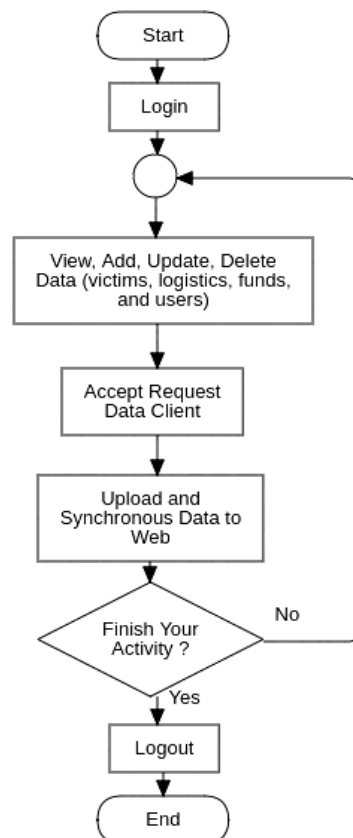 Start
Login
View, Add, Update, Delete
Data (victims, logistics, funds,
and users)
Accept Request
Data Client
Upload and
Synchronous Data to
Web
Finish Your
Activity ?
No
Yes
Logout
End